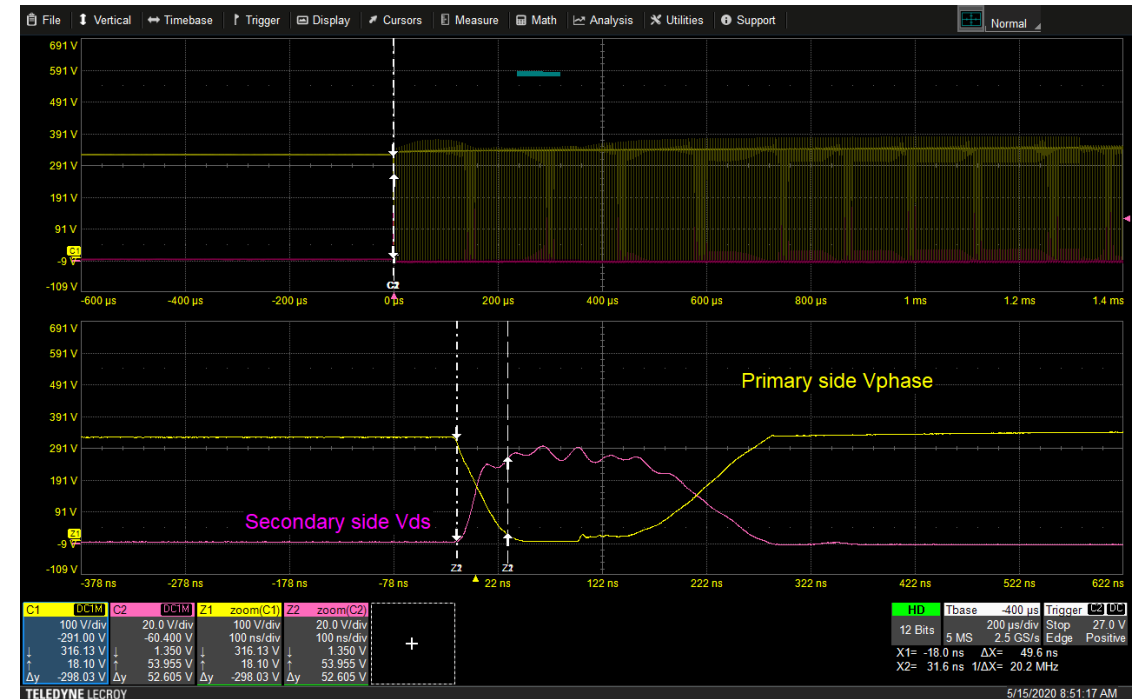 File Vertical Timebase Trigger Display Cursors Measure Math Analysis Utilities Support Normal
691 V
591 V
491 V
391 V
291 V
191 V
91 V
C1
-9 V
-109 V
C2
-600 µs -400 µs -200 µs 0 µs 200 µs 400 µs 600 µs 800 µs 1 ms 1.2 ms 1.4 ms
691 V
591 V
Primary side Vphase
491 V
391 V
291 V
191 V
91 V
Secondary side Vds
Z1
-9 V
-109 V
Z2 Z2
-378 ns -278 ns -178 ns -78 ns 22 ns 122 ns 222 ns 322 ns 422 ns 522 ns 622 ns
C1 DC1M C2 DC1M Z1 zoom(C1) Z2 zoom(C2) HD Tbase -400 µs Trigger C2 DC
100 V/div 20.0 V/div 100 V/div 20.0 V/div 12 Bits 200 µs/div Stop 27.0 V
-291.00 V -60.400 V 100 ns/div 100 ns/div 5 MS 2.5 GS/s Edge Positive
↓ 316.13 V ↓ 1.350 V ↓ 316.13 V ↓ 1.350 V X1= -18.0 ns ΔX= 49.6 ns
↑ 18.10 V ↑ 53.955 V ↑ 18.10 V ↑ 53.955 V X2= 31.6 ns 1/ΔX= 20.2 MHz
Δy -298.03 V Δy 52.605 V Δy -298.03 V Δy 52.605 V
+
TELEDYNE LECROY 5/15/2020 8:51:17 AM